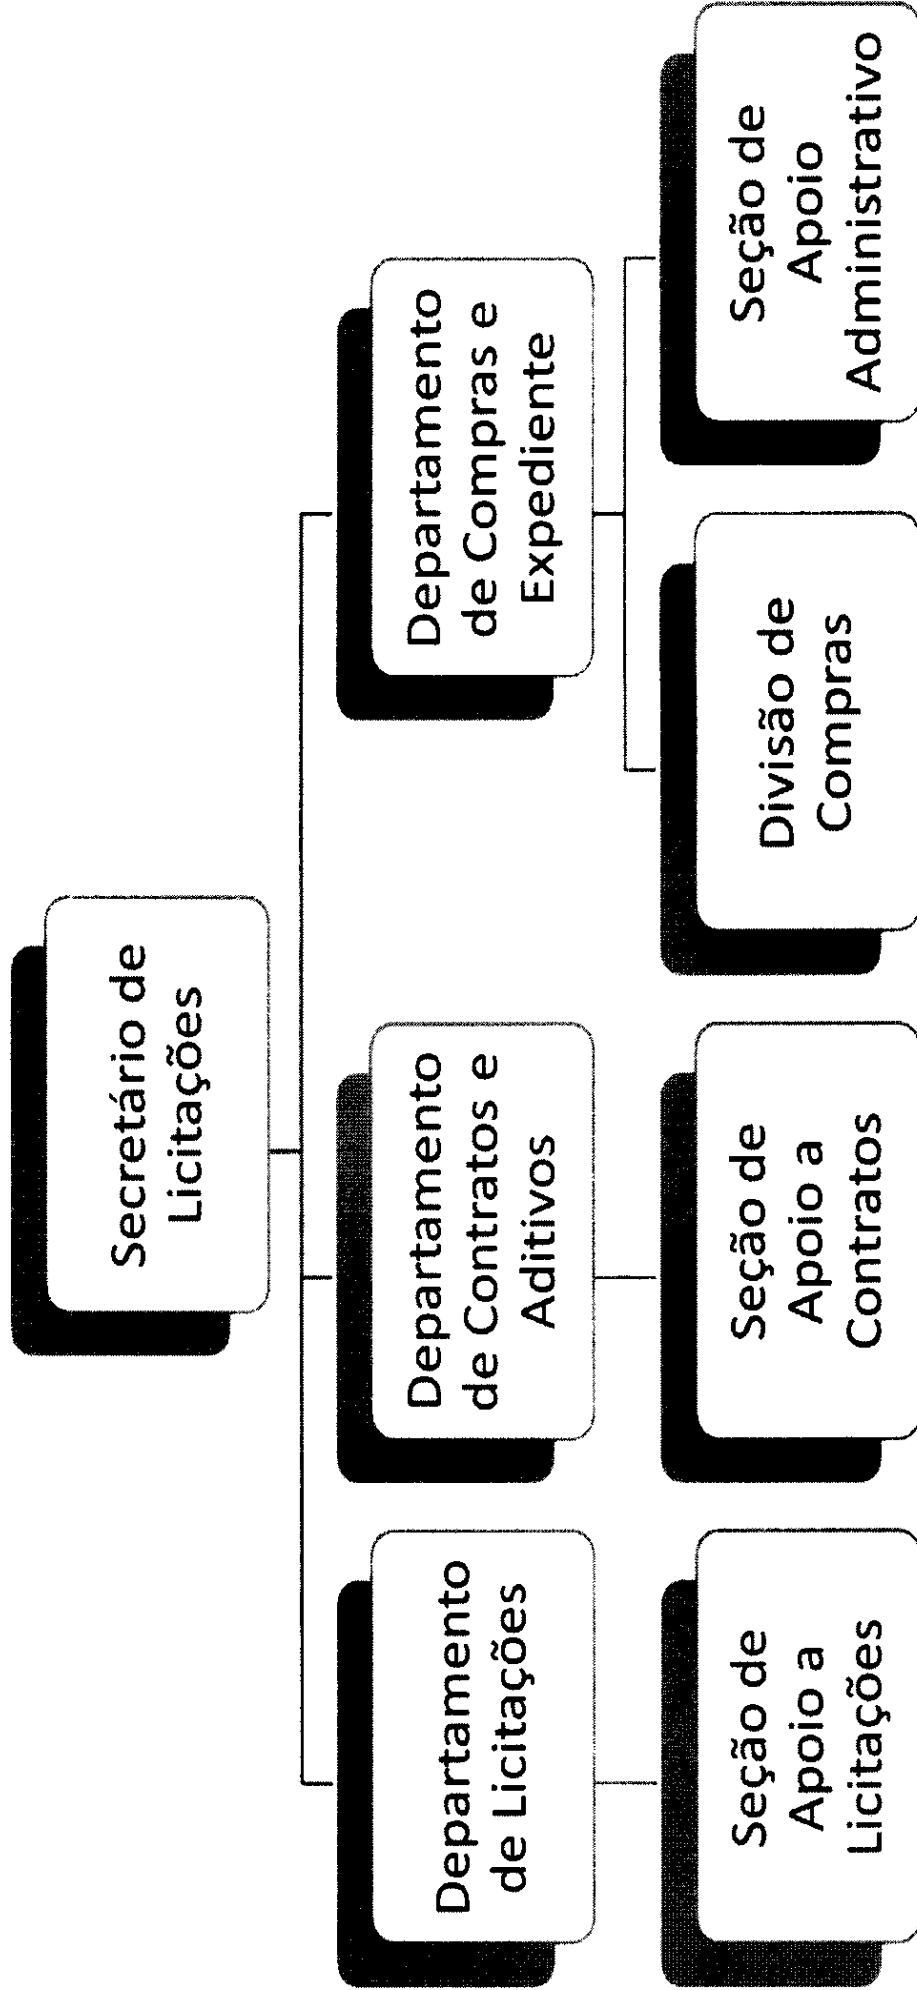 Secretário de
Licitações
Departamento
de Licitações
Departamento
de Contratos e
Aditivos
Departamento
de Compras e
Expediente
Seção de
Apoio a
Licitações
Seção de
Apoio a
Contratos
Divisão de
Compras
Seção de
Apoio
Administrativo